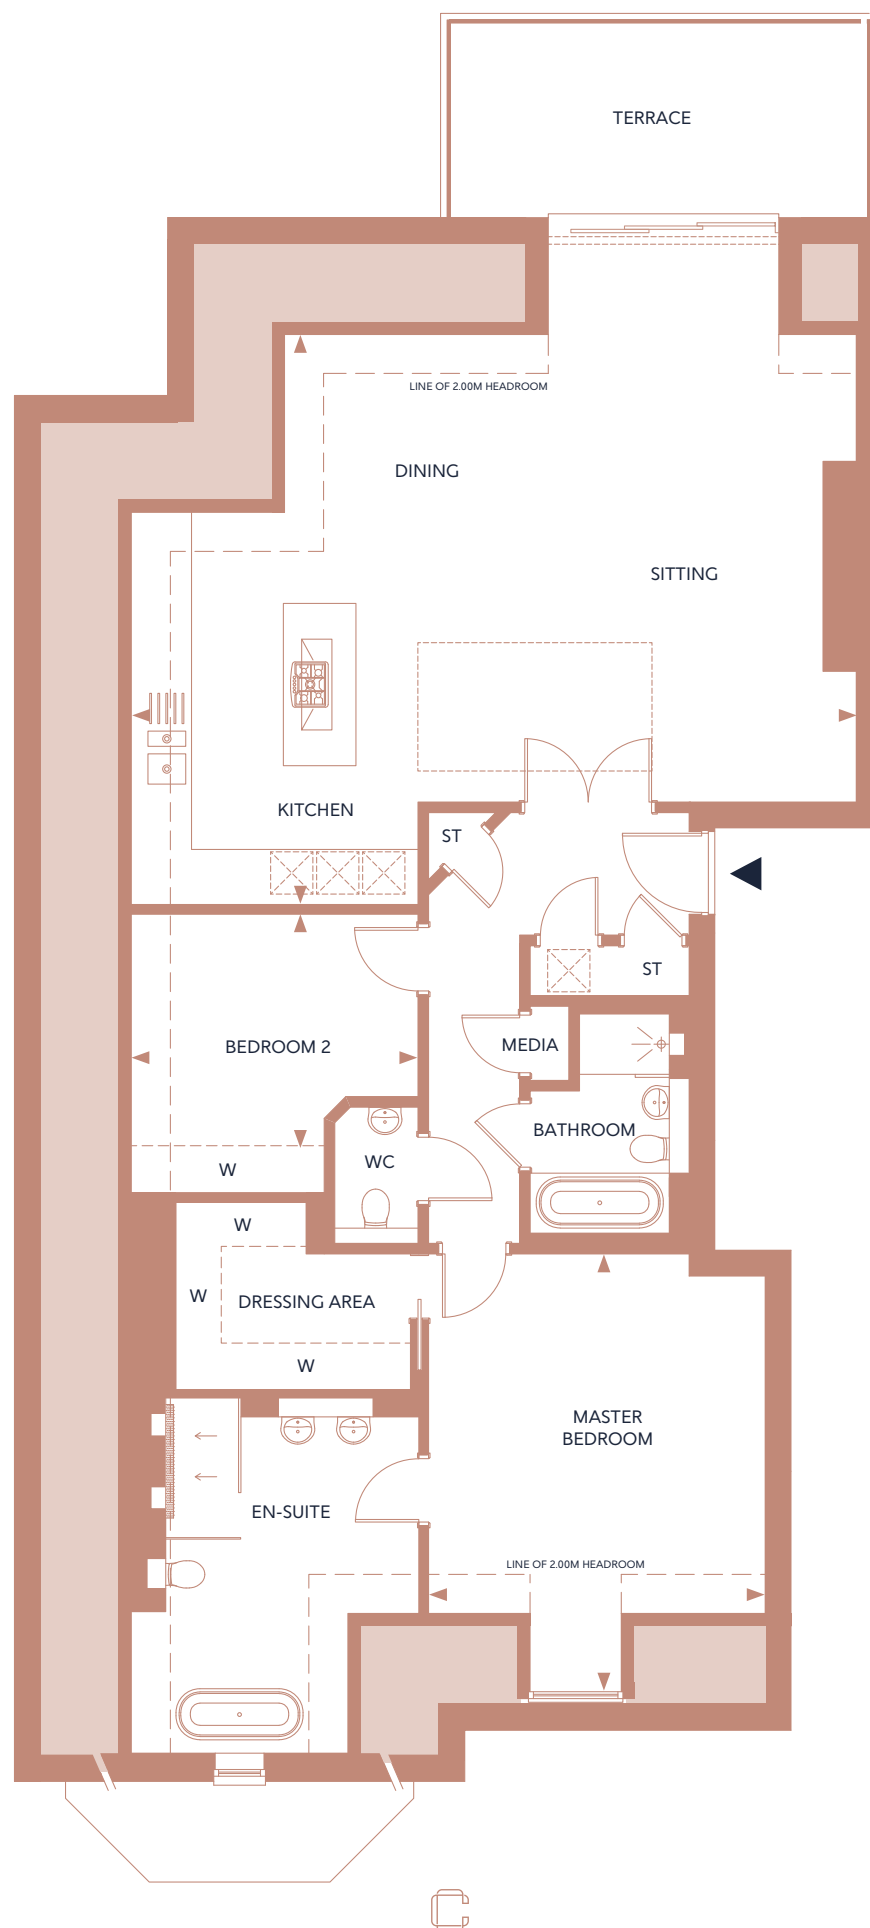 TERRACE
LINE OF 2.00M HEADROOM
DINING
SITTING
KITCHEN
ST
ST
MEDIA
BEDROOM 2
BATHROOM
WC
W
W
W
DRESSING AREA
W
MASTER
BEDROOM
EN-SUITE
LINE OF 2.00M HEADROOM